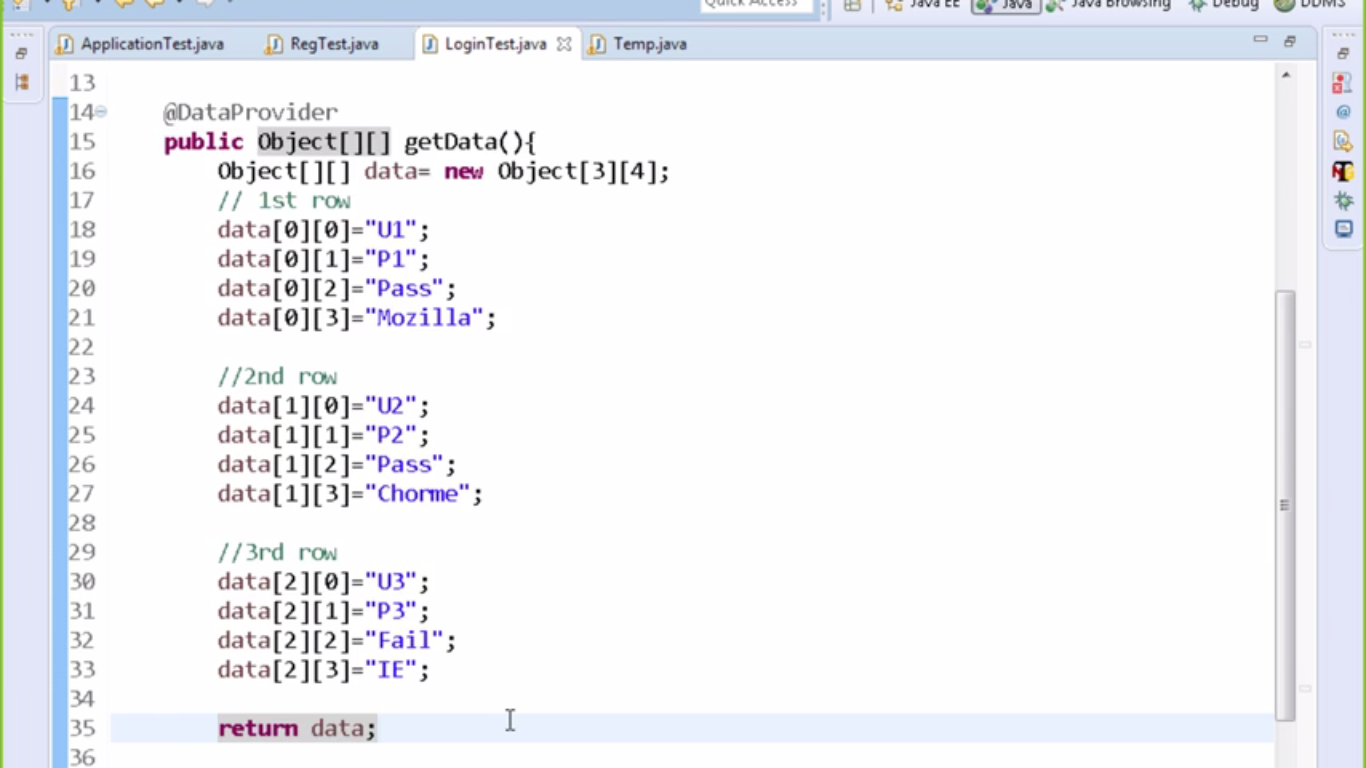 Quick Access
Java EE
Java
Java Browsing
Debug
DDMS
ApplicationTest.java
RegTest.java
LoginTest.java
Temp.java
13
14 @DataProvider
15 public Object[][] getData(){
16 Object[][] data= new Object[3][4];
17 // 1st row
18 data[0][0]="U1";
19 data[0][1]="P1";
20 data[0][2]="Pass";
21 data[0][3]="Mozilla";
22
23 //2nd row
24 data[1][0]="U2";
25 data[1][1]="P2";
26 data[1][2]="Pass";
27 data[1][3]="Chorme";
28
29 //3rd row
30 data[2][0]="U3";
31 data[2][1]="P3";
32 data[2][2]="Fail";
33 data[2][3]="IE";
34
35 return data;
36